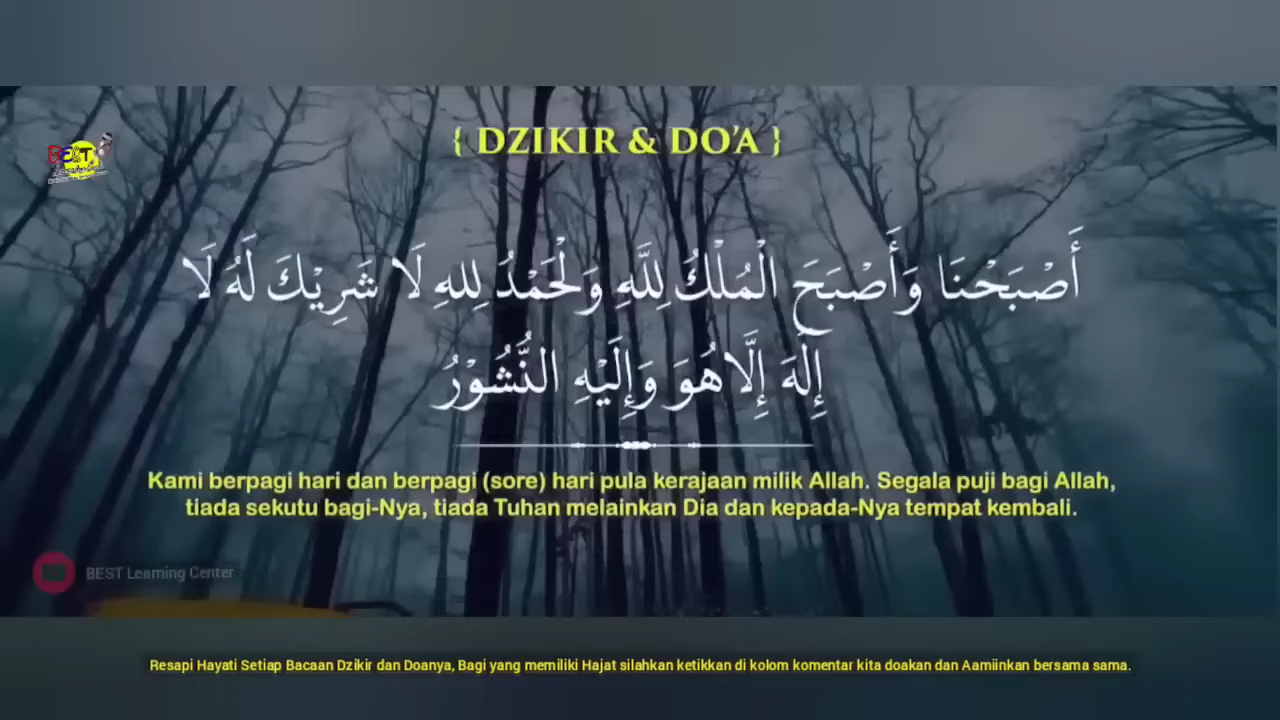 { DZIKIR & DO'A }
BEST
أَصْبَحْنَا وَأَصْبَحَ الْمُلْكُ لِلَّهِ وَلْحَمْدُ لِلهِ لَا شَرِيْكَ لَهُ لَا
إِلَهَ إِلَّا هُوَ وَإِلَيْهِ النُّشُوْرُ
Kami berpagi hari dan berpagi (sore) hari pula kerajaan milik Allah. Segala puji bagi Allah,
tiada sekutu bagi-Nya, tiada Tuhan melainkan Dia dan kepada-Nya tempat kembali.
BEST Learning Center
Resapi Hayati Setiap Bacaan Dzikir dan Doanya, Bagi yang memiliki Hajat silahkan ketikkan di kolom komentar kita doakan dan Aamiinkan bersama sama.